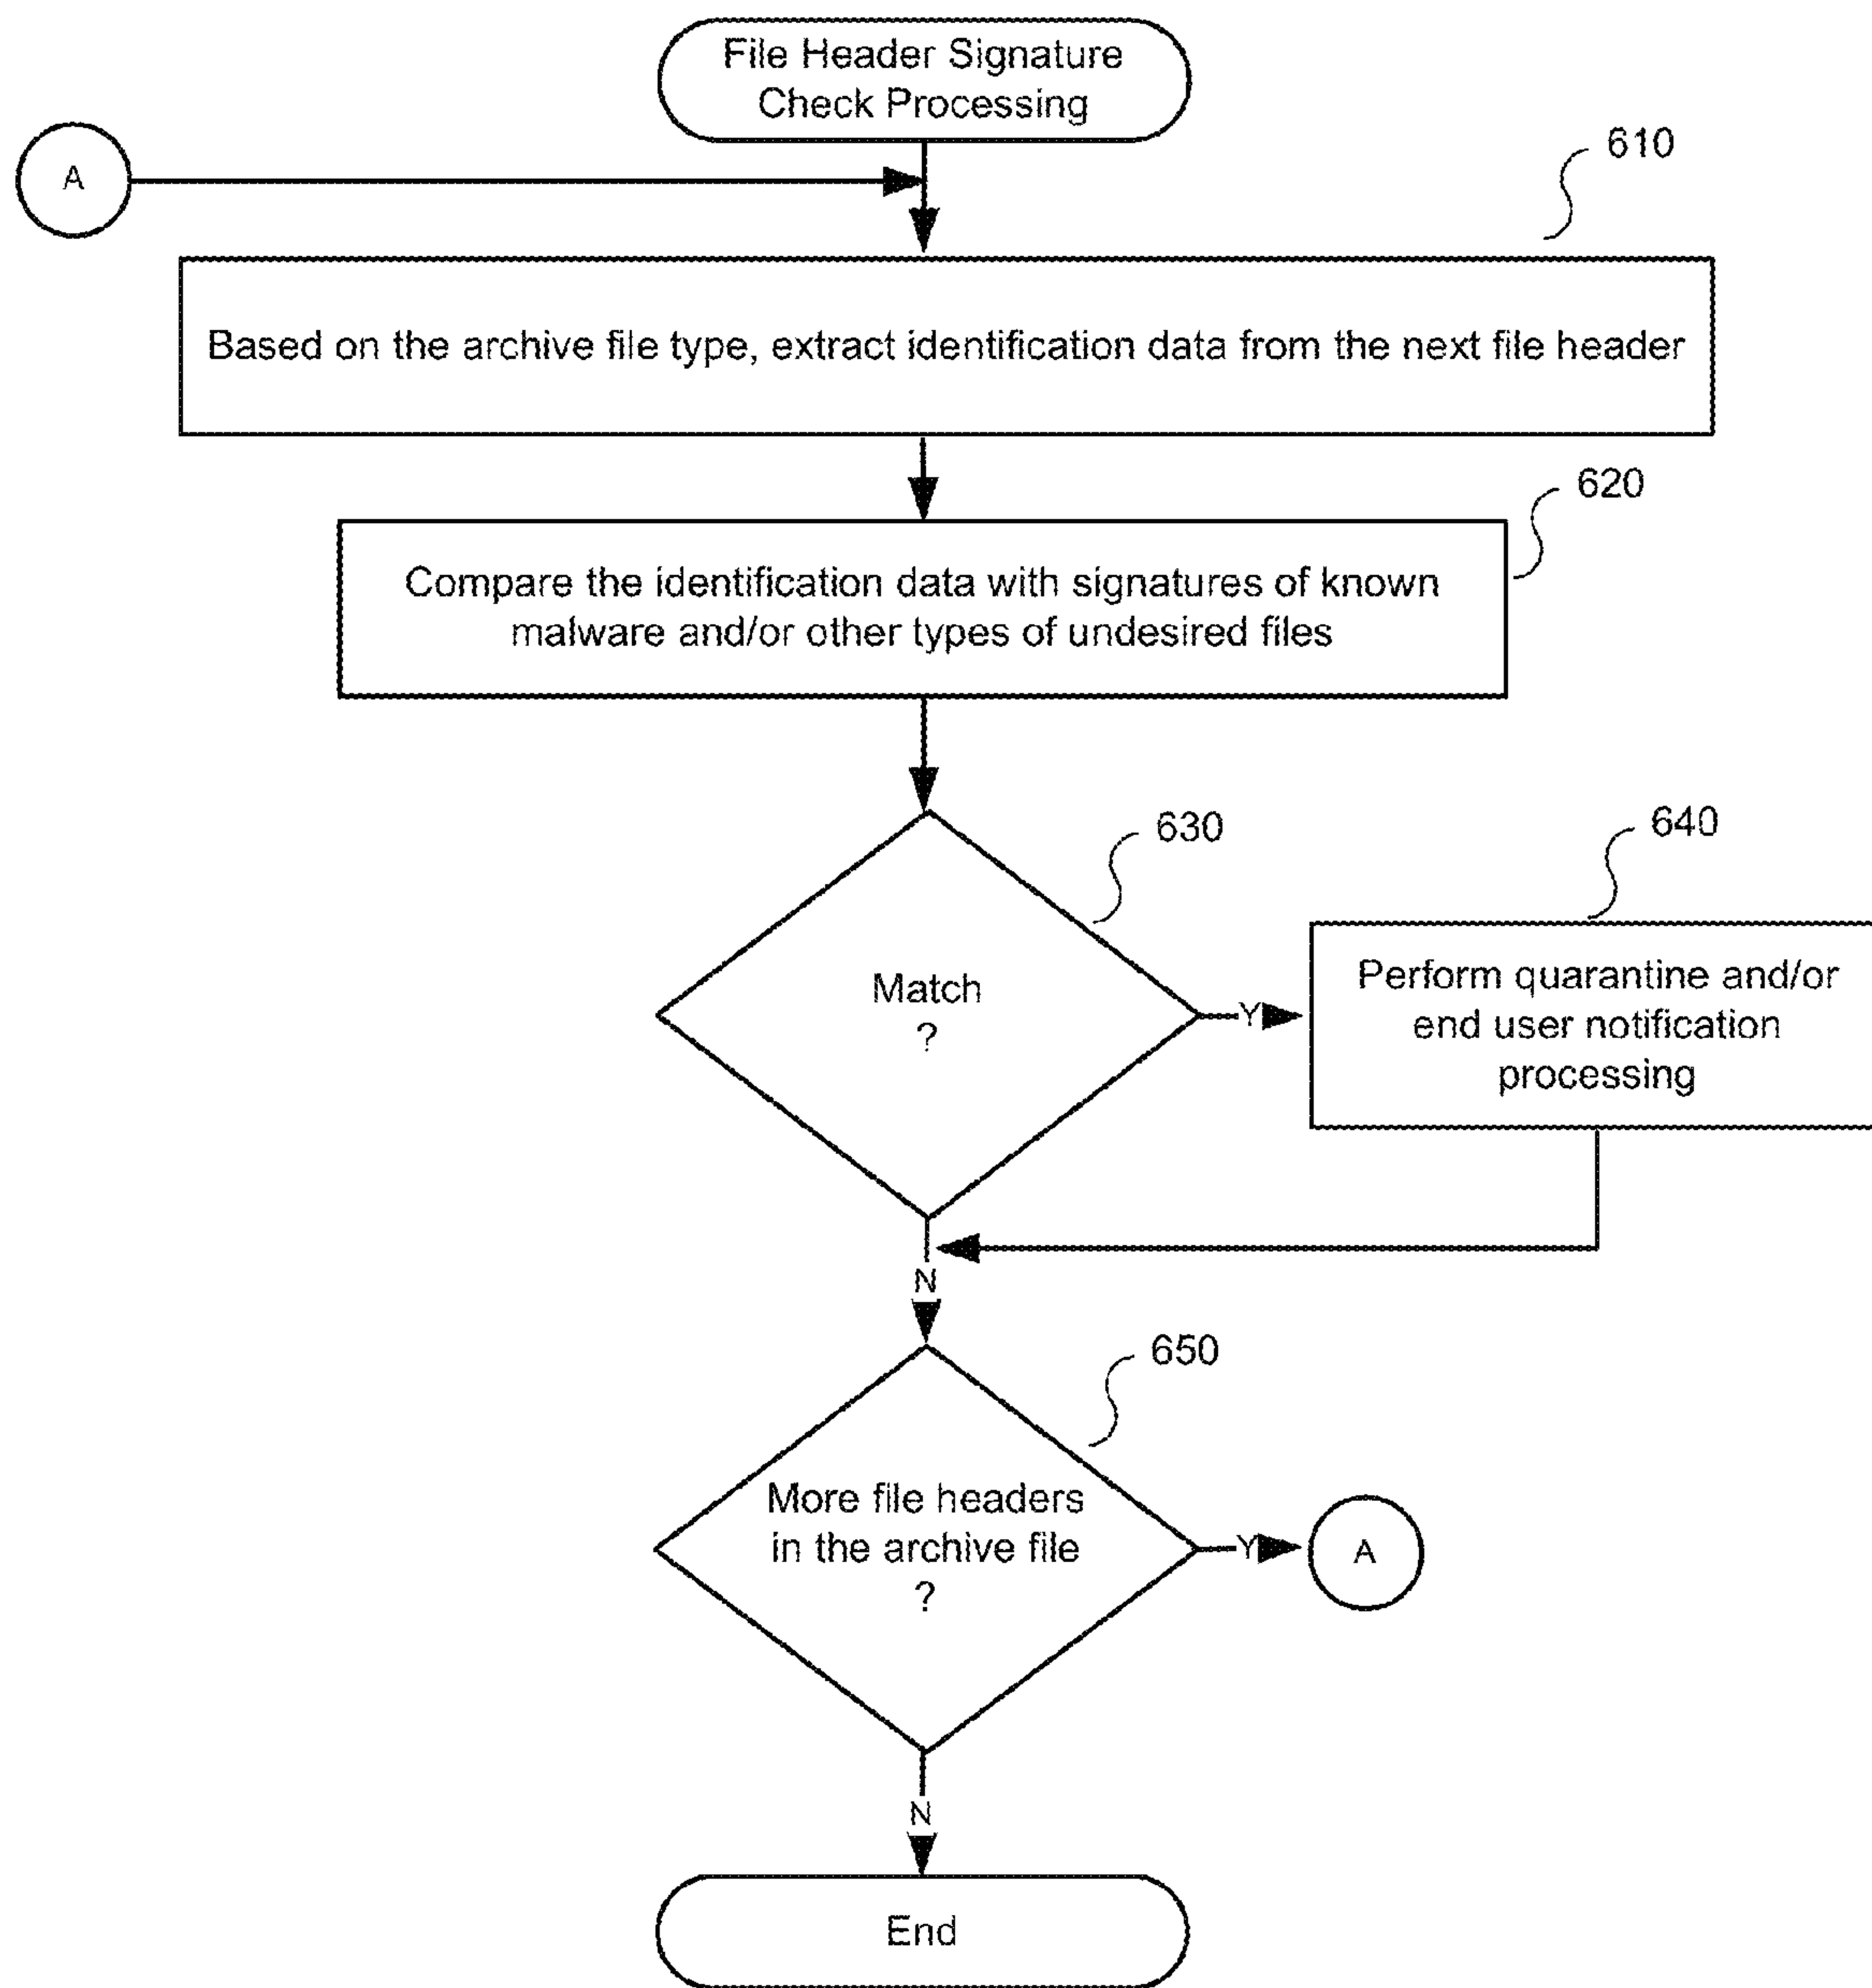 File Header Signature
Check Processing
A
610
Based on the archive file type, extract identification data from the next file header
620
Compare the identification data with signatures of known
malware and/or other types of undesired files
630
640
Match
?
Y
Perform quarantine and/or
end user notification
processing
N
650
More file headers
in the archive file
?
Y
A
N
End